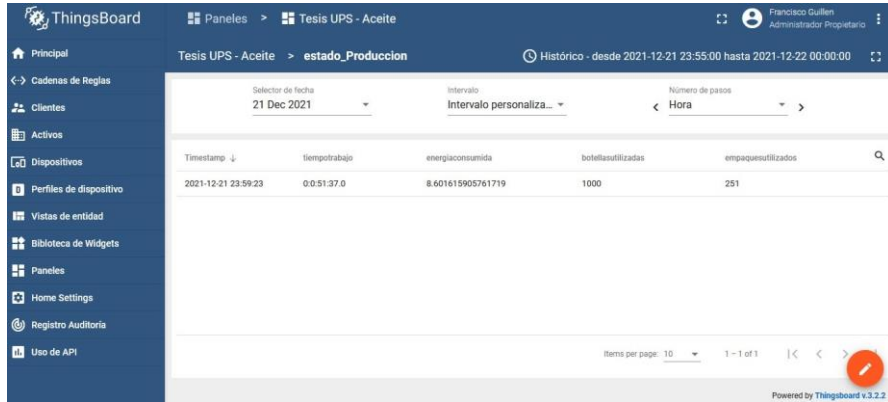 ThingsBoard
Paneles > Tesis UPS - Aceite
Francisco Guillen
Administrador Propietario
Principal
Cadenas de Reglas
Clientes
Activos
Dispositivos
Perfiles de dispositivo
Vistas de entidad
Biblioteca de Widgets
Paneles
Home Settings
Registro Auditoría
Uso de API
Tesis UPS - Aceite > estado_Produccion
Histórico - desde 2021-12-21 23:55:00 hasta 2021-12-22 00:00:00
Selector de fecha
21 Dec 2021
Intervalo
Intervalo personaliza...
Número de pasos
Hora
Timestamp ↓ tiempotrabajo energiaconsumida botellasutilizadas empaquesutilizados
2021-12-21 23:59:23 0:0:51:37.0 8.601615905761719 1000 251
Items per page: 10 1 – 1 of 1
Powered by Thingsboard v.3.2.2